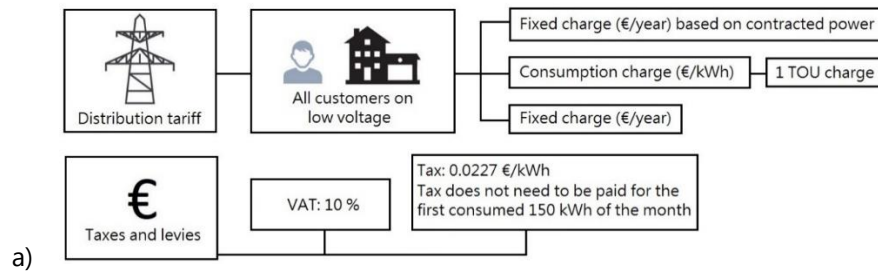 Distribution tariff
All customers on
low voltage
Fixed charge (€/year) based on contracted power
Consumption charge (€/kWh)
1 TOU charge
Fixed charge (€/year)
€
Taxes and levies
VAT: 10 %
Tax: 0.0227 €/kWh
Tax does not need to be paid for the
first consumed 150 kWh of the month
a)